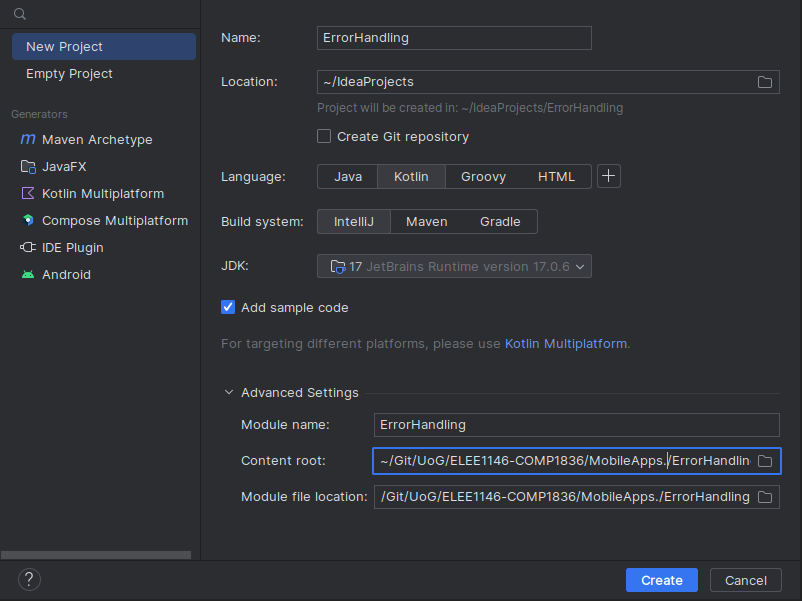 New Project
Empty Project
Generators
m Maven Archetype
JavaFX
Kotlin Multiplatform
Compose Multiplatform
IDE Plugin
Android
Name: ErrorHandling
Location: ~/IdeaProjects
Project will be created in: ~/IdeaProjects/ErrorHandling
Create Git repository
Language: Java Kotlin Groovy HTML +
Build system: IntelliJ Maven Gradle
JDK: 17 JetBrains Runtime version 17.0.6
Add sample code
For targeting different platforms, please use Kotlin Multiplatform.
Advanced Settings
Module name: ErrorHandling
Content root: ~/Git/UoG/ELEE1146-COMP1836/MobileApps./ErrorHandlin
Module file location: /Git/UoG/ELEE1146-COMP1836/MobileApps./ErrorHandling
? Create Cancel